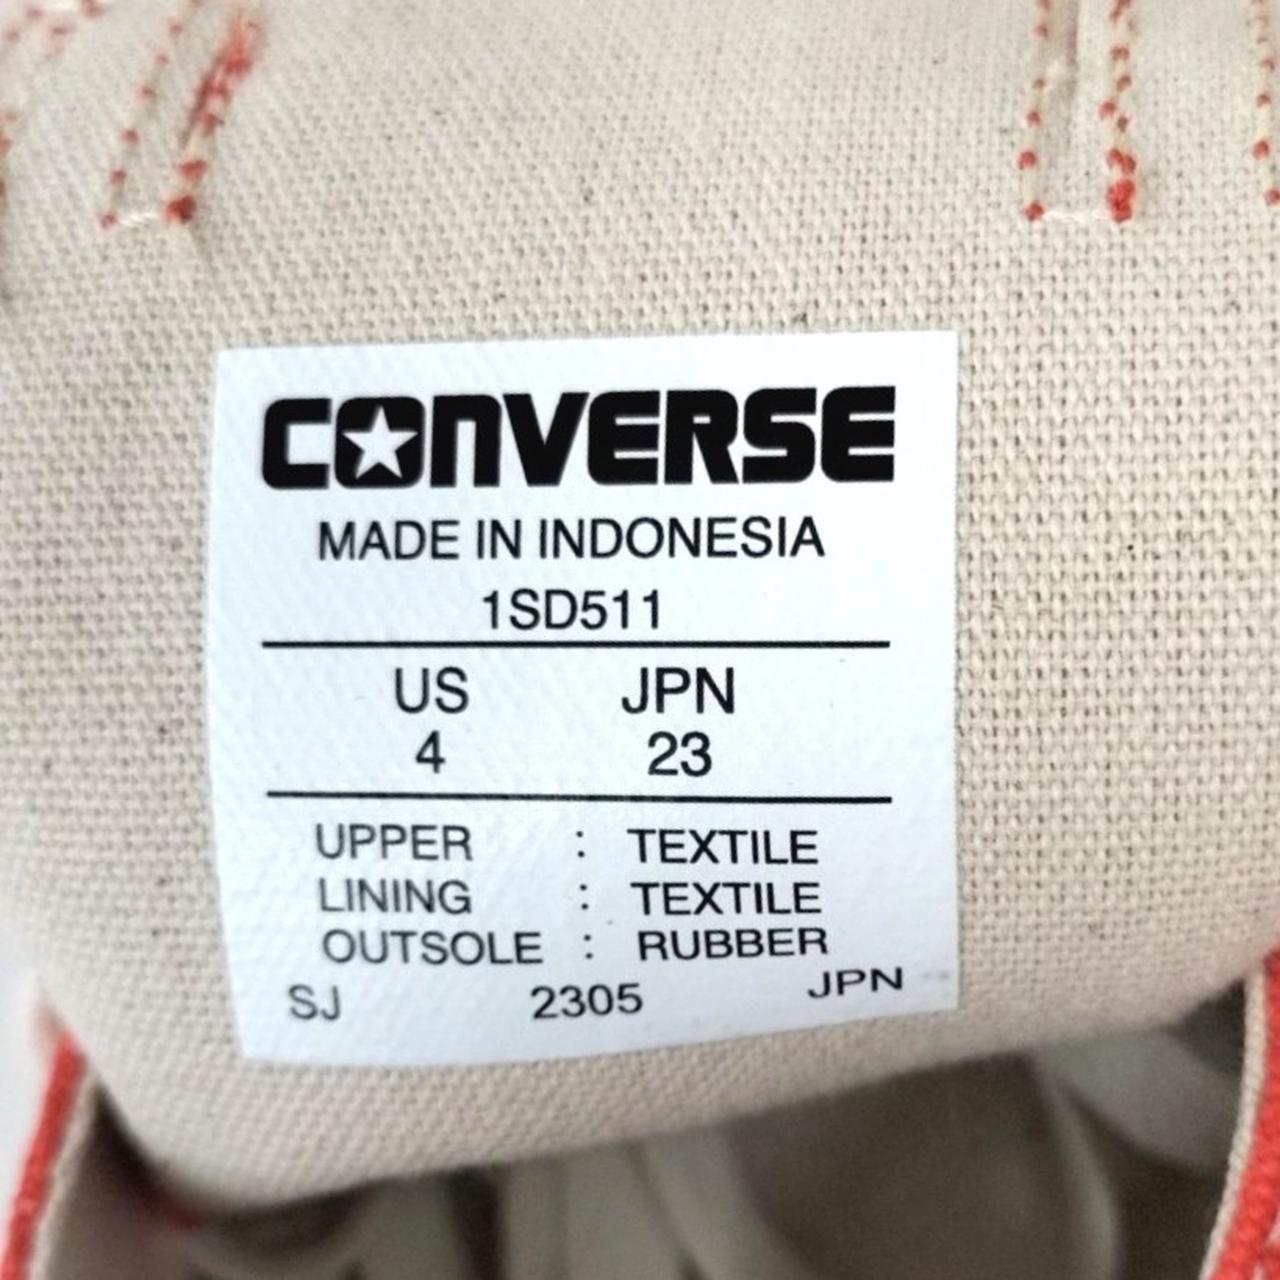 CONVERSE
MADE IN INDONESIA
1SD511
US JPN
4 23
UPPER : TEXTILE
LINING : TEXTILE
OUTSOLE : RUBBER
SJ 2305 JPN